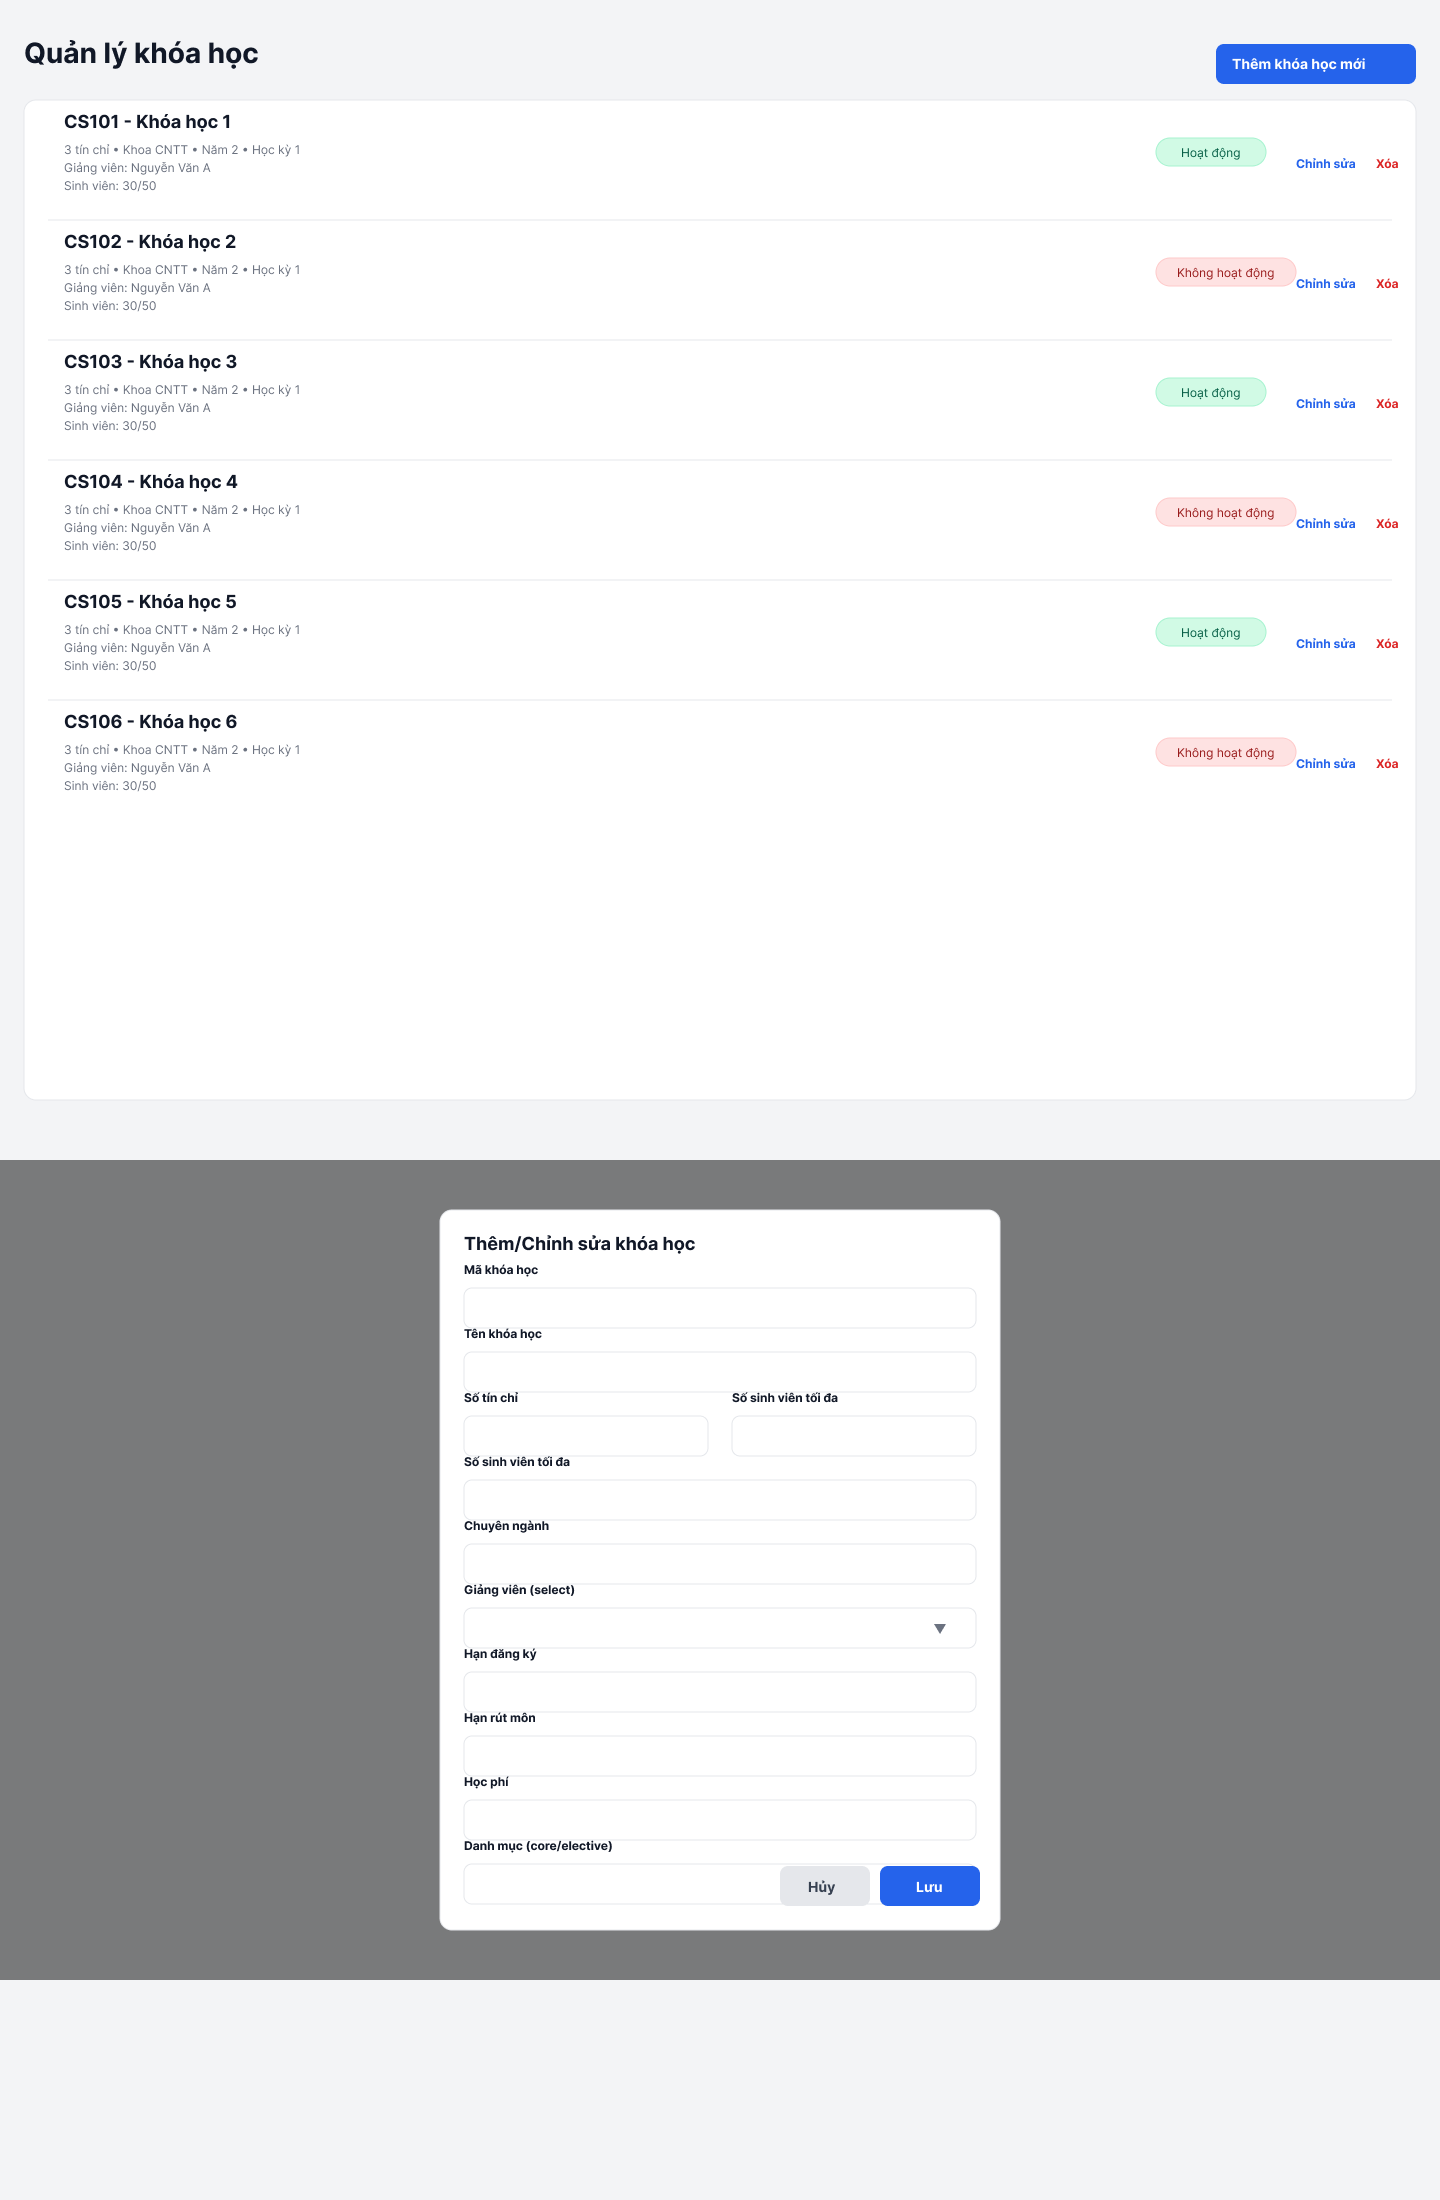 Quản lý khóa học
Thêm khóa học mới
CS101 - Khóa học 1
3 tín chỉ • Khoa CNTT • Năm 2 • Học kỳ 1
Giảng viên: Nguyễn Văn A
Sinh viên: 30/50
Hoạt động
Chỉnh sửa Xóa
CS102 - Khóa học 2
3 tín chỉ • Khoa CNTT • Năm 2 • Học kỳ 1
Giảng viên: Nguyễn Văn A
Sinh viên: 30/50
Không hoạt động
Chỉnh sửa Xóa
CS103 - Khóa học 3
3 tín chỉ • Khoa CNTT • Năm 2 • Học kỳ 1
Giảng viên: Nguyễn Văn A
Sinh viên: 30/50
Hoạt động
Chỉnh sửa Xóa
CS104 - Khóa học 4
3 tín chỉ • Khoa CNTT • Năm 2 • Học kỳ 1
Giảng viên: Nguyễn Văn A
Sinh viên: 30/50
Không hoạt động
Chỉnh sửa Xóa
CS105 - Khóa học 5
3 tín chỉ • Khoa CNTT • Năm 2 • Học kỳ 1
Giảng viên: Nguyễn Văn A
Sinh viên: 30/50
Hoạt động
Chỉnh sửa Xóa
CS106 - Khóa học 6
3 tín chỉ • Khoa CNTT • Năm 2 • Học kỳ 1
Giảng viên: Nguyễn Văn A
Sinh viên: 30/50
Không hoạt động
Chỉnh sửa Xóa
Thêm/Chỉnh sửa khóa học
Mã khóa học
Tên khóa học
Số tín chỉ Số sinh viên tối đa
Số sinh viên tối đa
Chuyên ngành
Giảng viên (select)
Hạn đăng ký
Hạn rút môn
Học phí
Danh mục (core/elective)
Hủy Lưu